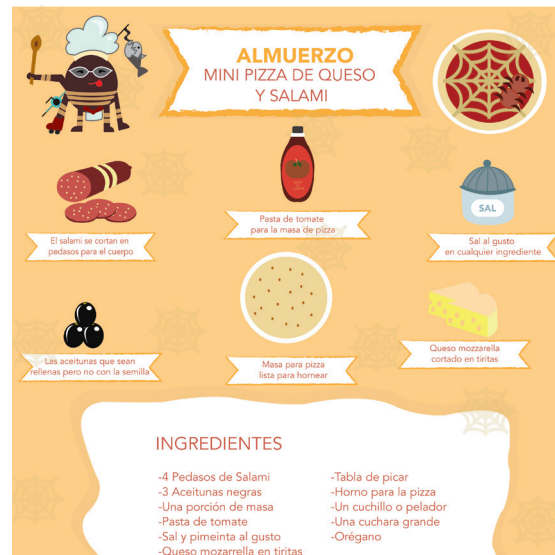 ALMUERZO
MINI PIZZA DE QUESO
Y SALAMI
Pasta de tomate
para la masa de pizza
El salami se cortan en
pedasos para el cuerpo
SAL
Sal al gusto
en cualquier ingrediente
Las aceitunas que sean
rellenas pero no con la semilla
Masa para pizza
lista para hornear
Queso mozzarella
cortado en tiritas
INGREDIENTES
-4 Pedasos de Salami
-3 Aceitunas negras
-Una porción de masa
-Pasta de tomate
-Sal y pimeinta al gusto
-Queso mozarrella en tiritas
-Tabla de picar
-Horno para la pizza
-Un cuchillo o pelador
-Una cuchara grande
-Orégano